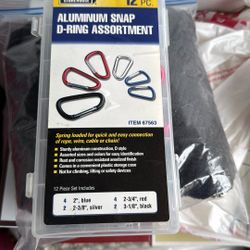 12 PC.
ALUMINUM SNAP
D-RING ASSORTMENT
ITEM 67563
Spring loaded for quick and easy connection
of rope, wire, cable or chain!
• Sturdy aluminum construction, D style
• Assorted sizes and colors for easy identification
• Rust and corrosion resistant anodized finish
• Comes in a convenient plastic storage case
• Not for climbing, lifting or safety devices
12 Piece Set Includes
4 2", blue
4 2-3/4", red
2 2-3/8", silver
2 3-1/8", black